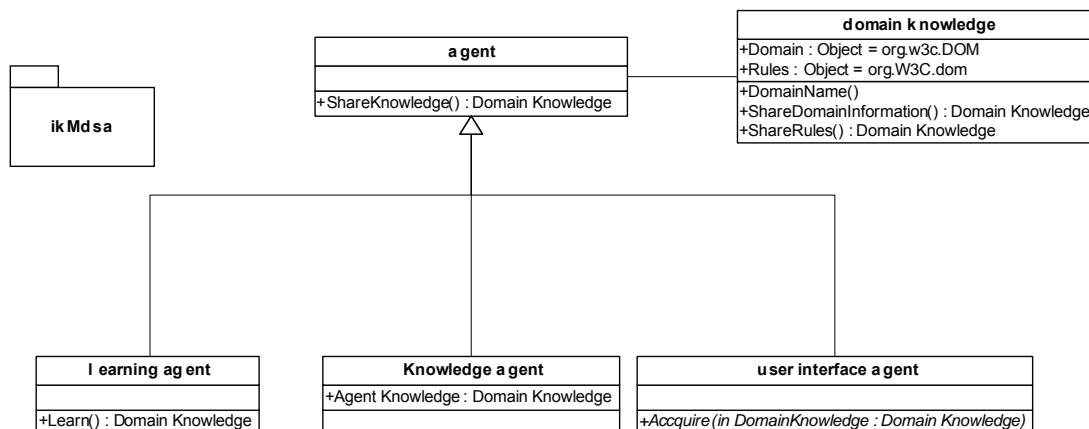 domain knowledge
+Domain : Object = org.w3c.DOM
+Rules : Object = org.W3C.dom
+DomainName()
+ShareDomainInformation() : Domain Knowledge
+ShareRules() : Domain Knowledge
agent
+ShareKnowledge() : Domain Knowledge
ikMdsa
learning agent
+Learn() : Domain Knowledge
Knowledge agent
+Agent Knowledge : Domain Knowledge
user interface agent
+Accquire(in DomainKnowledge : Domain Knowledge)